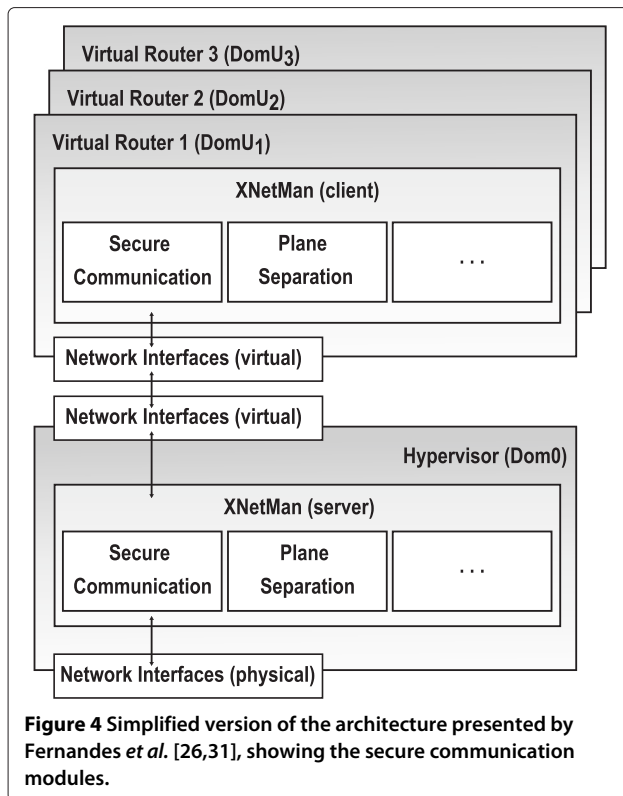 Virtual Router 3 (DomU3)
Virtual Router 2 (DomU2)
Virtual Router 1 (DomU1)
XNetMan (client)
Secure
Communication
Plane
Separation
...
Network Interfaces (virtual)
Network Interfaces (virtual)
Hypervisor (Dom0)
XNetMan (server)
Secure
Communication
Plane
Separation
...
Network Interfaces (physical)
Figure 4 Simplified version of the architecture presented by
Fernandes et al. [26,31], showing the secure communication
modules.